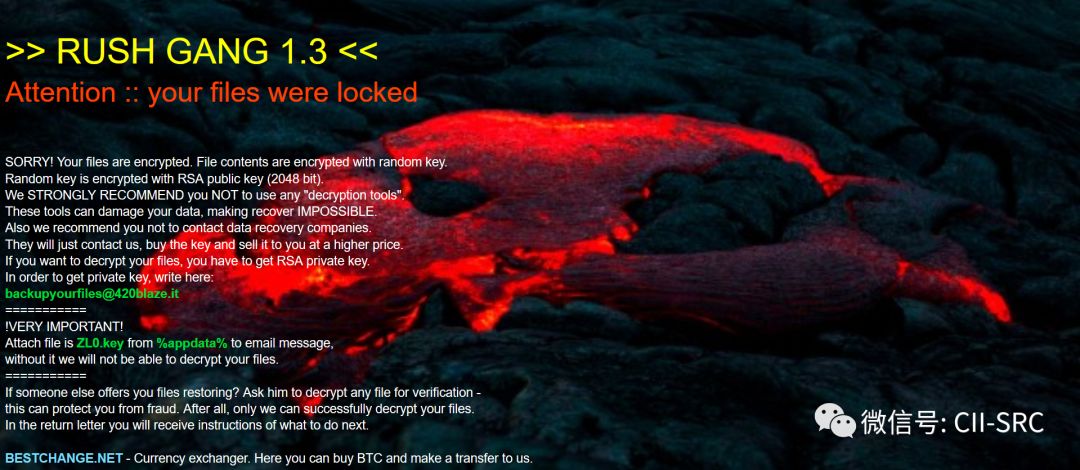 >> RUSH GANG 1.3 <<
Attention :: your files were locked
SORRY! Your files are encrypted. File contents are encrypted with random key.
Random key is encrypted with RSA public key (2048 bit).
We STRONGLY RECOMMEND you NOT to use any "decryption tools".
These tools can damage your data, making recover IMPOSSIBLE.
Also we recommend you not to contact data recovery companies.
They will just contact us, buy the key and sell it to you at a higher price.
If you want to decrypt your files, you have to get RSA private key.
In order to get private key, write here:
backupyourfiles@420blaze.it
===========
!VERY IMPORTANT!
Attach file is ZL0.key from %appdata% to email message,
without it we will not be able to decrypt your files.
===========
If someone else offers you files restoring? Ask him to decrypt any file for verification -
this can protect you from fraud. After all, only we can successfully decrypt your files.
In the return letter you will receive instructions of what to do next.
微信号: CII-SRC
BESTCHANGE.NET - Currency exchanger. Here you can buy BTC and make a transfer to us.